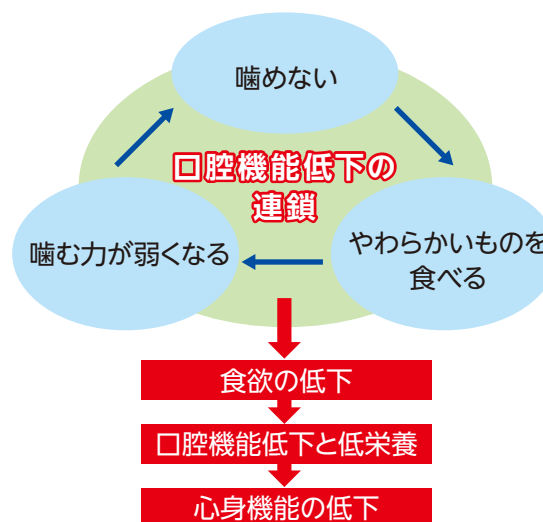 噛めない
口腔機能低下の
連鎖
噛む力が弱くなる
やわらかいものを
食べる
食欲の低下
口腔機能低下と低栄養
心身機能の低下